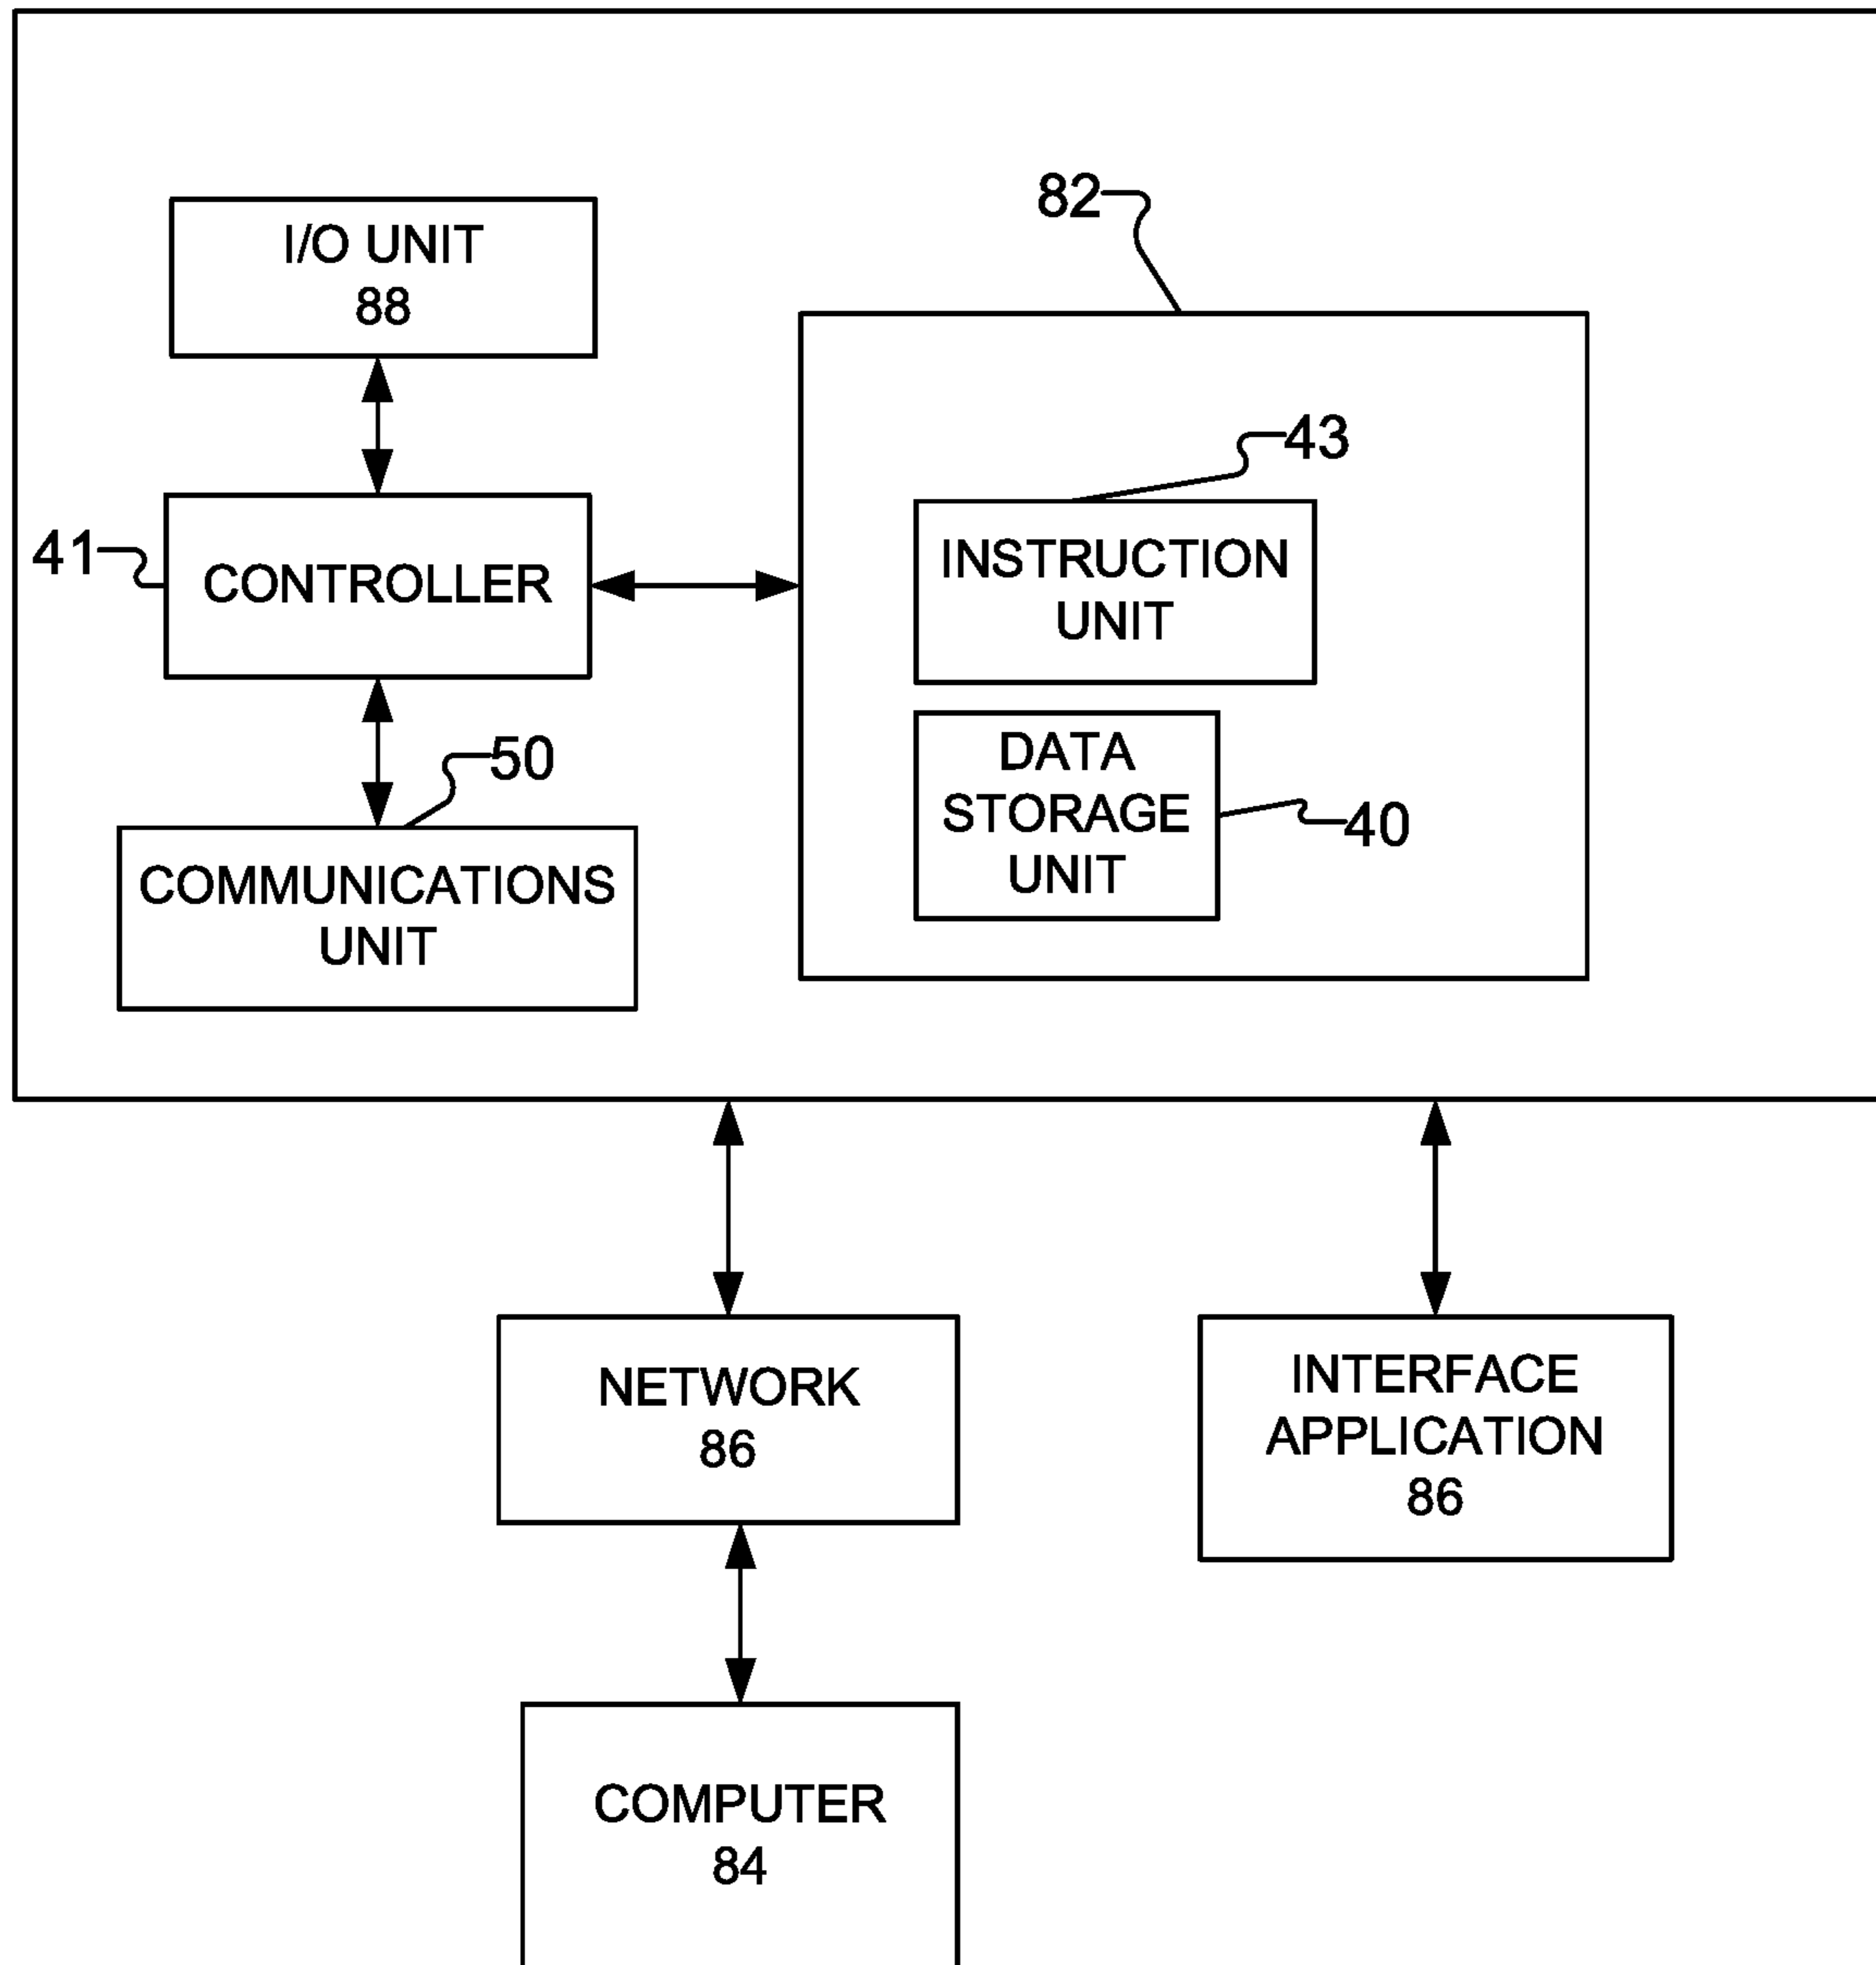 82
I/O UNIT
88
43
41
CONTROLLER
INSTRUCTION
UNIT
50
DATA
STORAGE
UNIT
40
COMMUNICATIONS
UNIT
NETWORK
86
INTERFACE
APPLICATION
86
COMPUTER
84